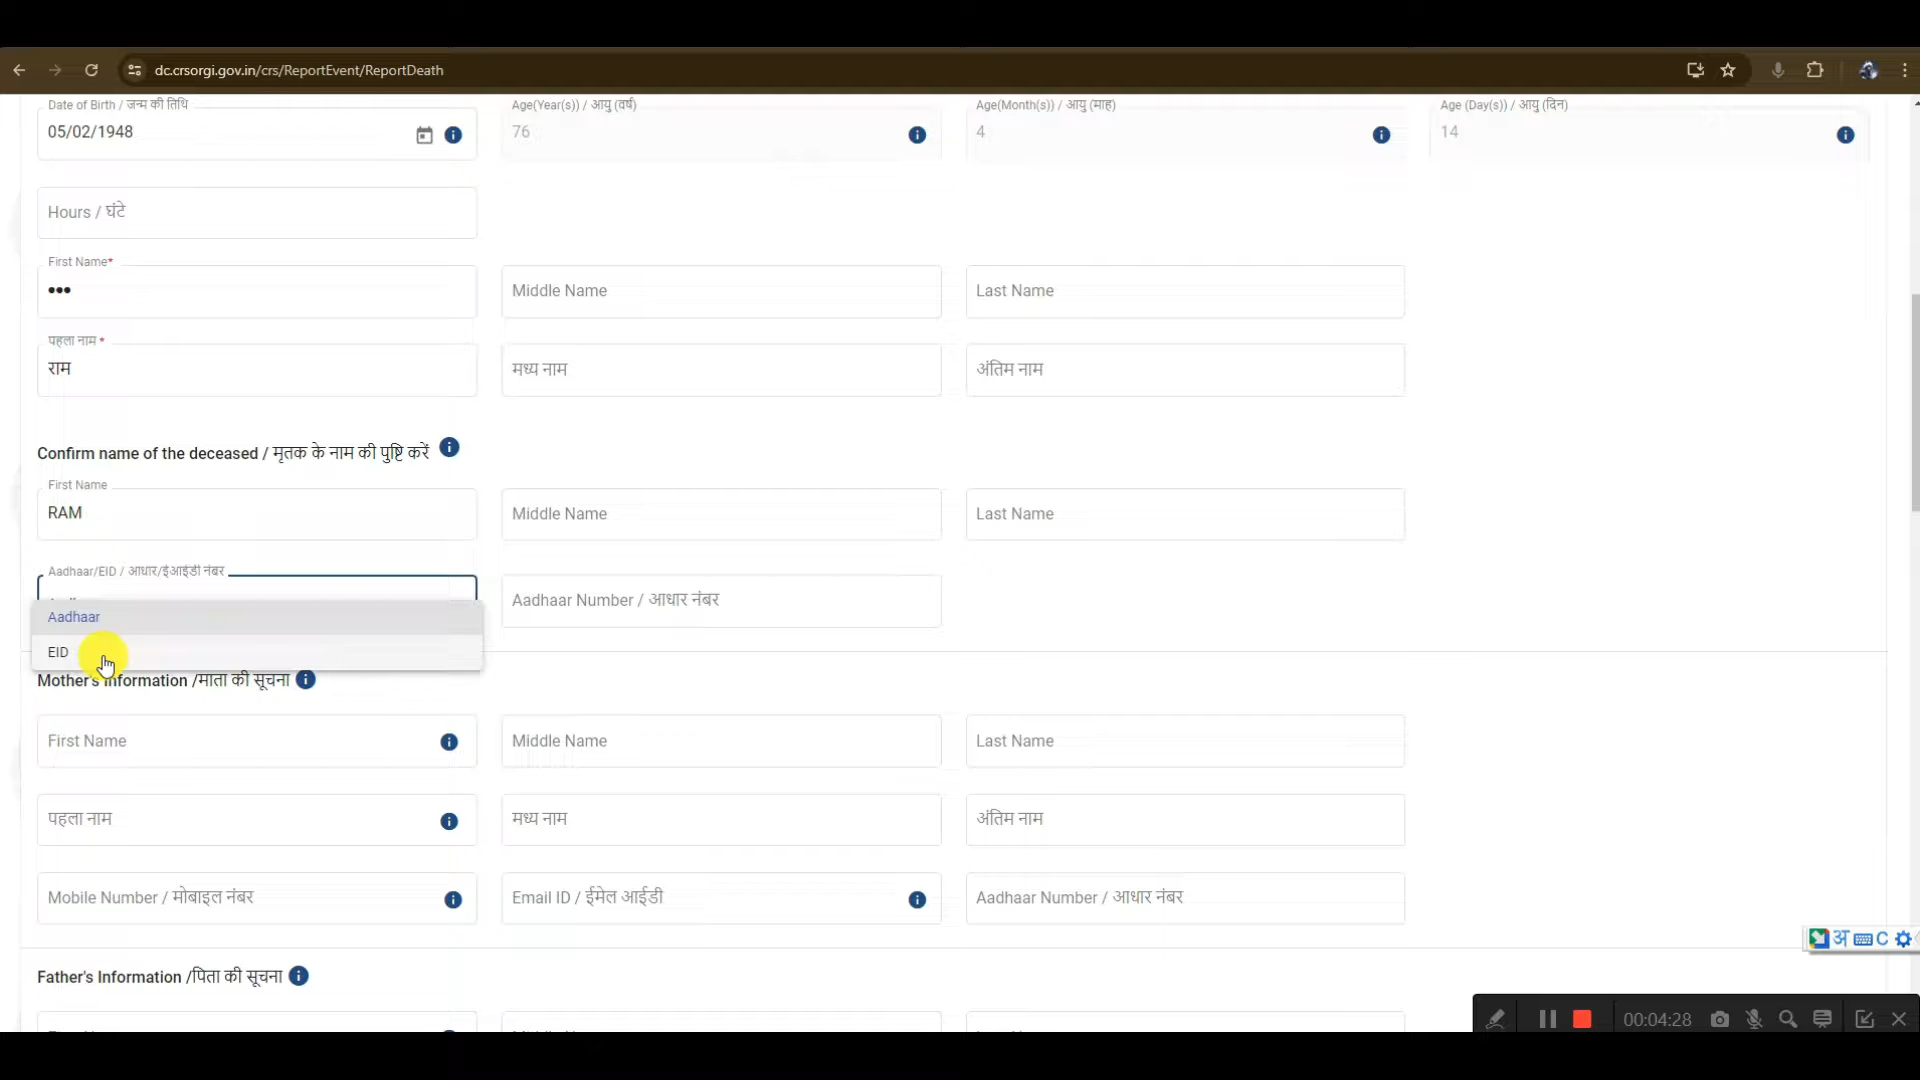 dc.crsorgi.gov.in/crs/ReportEvent/ReportDeath
Date of Birth / जन्म की तिथि
Age(Year(s)) / आयु (वर्ष)
Age(Month(s)) / आयु (माह)
Age (Day(s)) / आयु (दिन)
05/02/1948
76
4
14
Hours / घंटे
First Name*
•••
Middle Name
Last Name
पहला नाम *
राम
मध्य नाम
अंतिम नाम
Confirm name of the deceased / मृतक के नाम की पुष्टि करें
First Name
RAM
Middle Name
Last Name
Aadhaar/EID / आधार/ईआईडी नंबर
Aadhaar Number / आधार नंबर
Aadhaar
EID
Mother's Information /माता की सूचना
First Name
Middle Name
Last Name
पहला नाम
मध्य नाम
अंतिम नाम
Mobile Number / मोबाइल नंबर
Email ID / ईमेल आईडी
Aadhaar Number / आधार नंबर
अ
C
Father's Information /पिता की सूचना
00:04:28